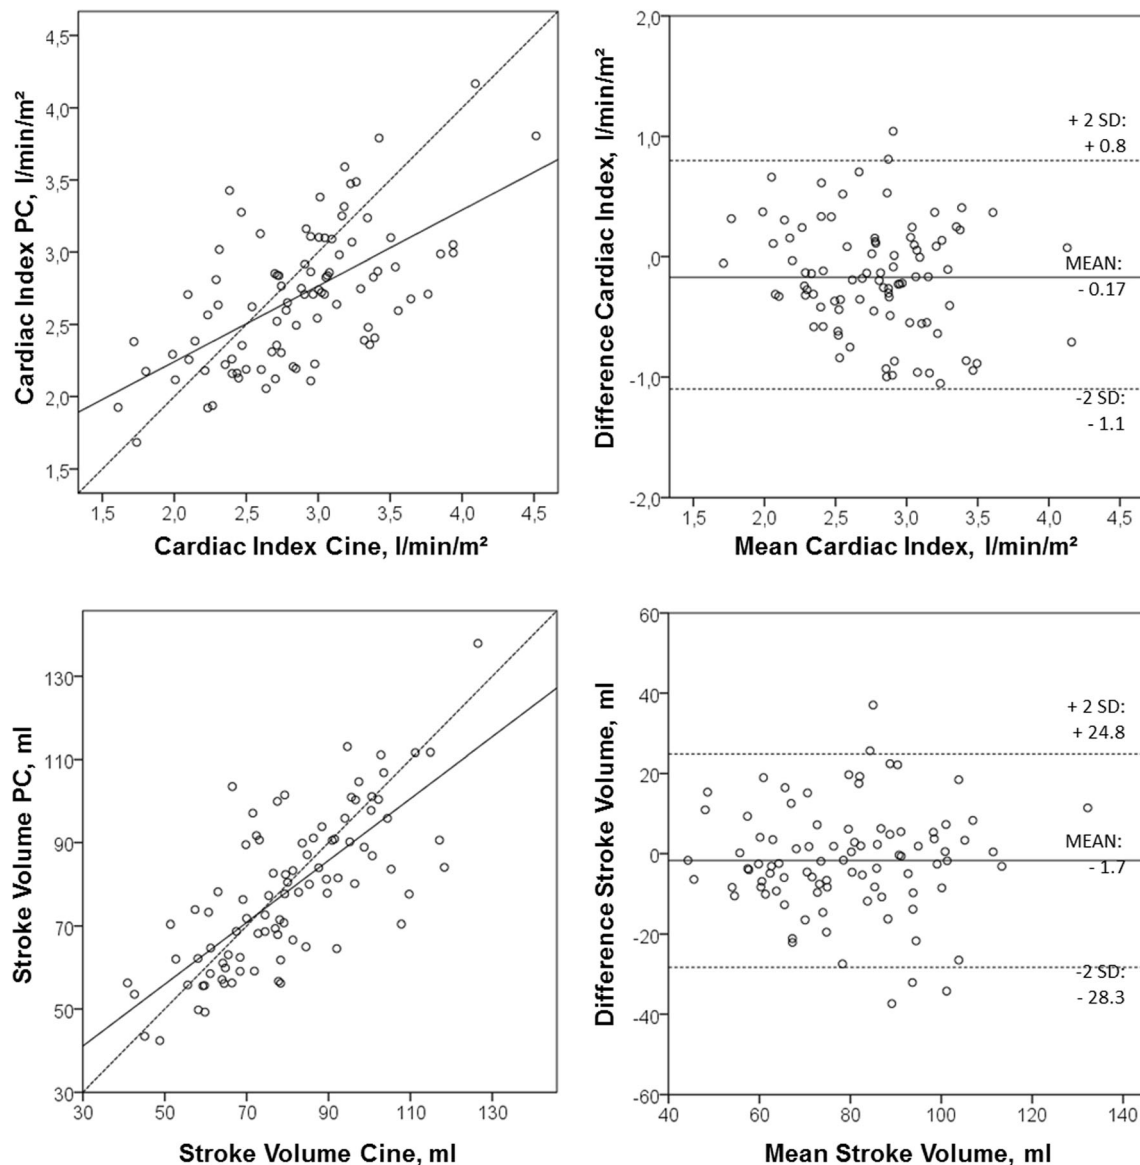 Cardiac Index PC, l/min/m²
4,5
4,0
3,5
3,0
2,5
2,0
1,5
1,5 2,0 2,5 3,0 3,5 4,0 4,5
Cardiac Index Cine, l/min/m²
Difference Cardiac Index, l/min/m²
2,0
1,0
,0
-1,0
-2,0
+ 2 SD:
+ 0.8
MEAN:
- 0.17
-2 SD:
- 1.1
1,5 2,0 2,5 3,0 3,5 4,0 4,5
Mean Cardiac Index, l/min/m²
Stroke Volume PC, ml
130
110
90
70
50
30
30 50 70 90 110 130
Stroke Volume Cine, ml
Difference Stroke Volume, ml
60
40
20
0
-20
-40
-60
+ 2 SD:
+ 24.8
MEAN:
- 1.7
-2 SD:
- 28.3
40 60 80 100 120 140
Mean Stroke Volume, ml